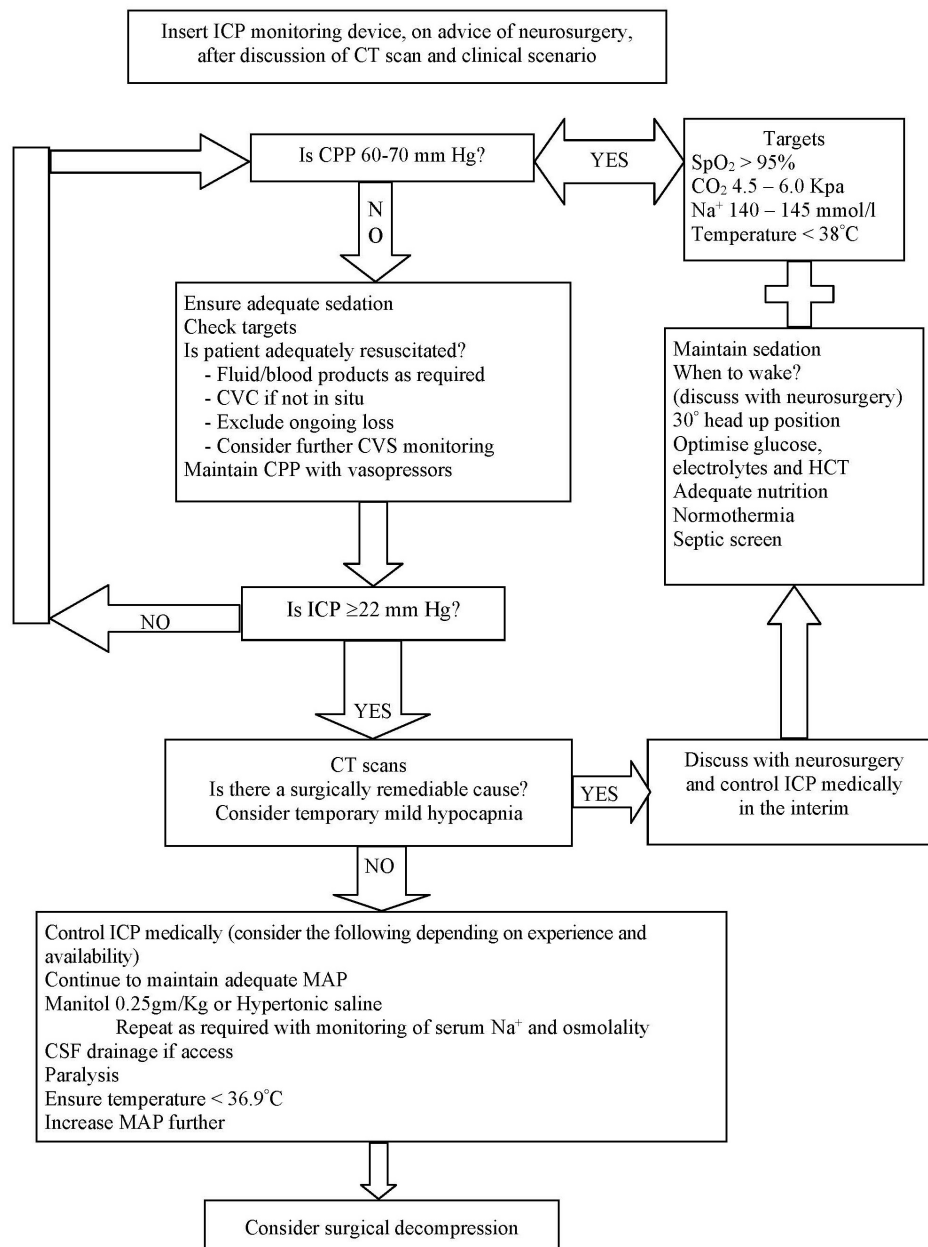 Insert ICP monitoring device, on advice of neurosurgery,
after discussion of CT scan and clinical scenario
Is CPP 60-70 mm Hg?
YES
Targets
SpO₂ > 95%
CO₂ 4.5 – 6.0 Kpa
Na⁺ 140 – 145 mmol/l
Temperature < 38°C
N
O
Ensure adequate sedation
Check targets
Is patient adequately resuscitated?
- Fluid/blood products as required
- CVC if not in situ
- Exclude ongoing loss
- Consider further CVS monitoring
Maintain CPP with vasopressors
Maintain sedation
When to wake?
(discuss with neurosurgery)
30° head up position
Optimise glucose,
electrolytes and HCT
Adequate nutrition
Normothermia
Septic screen
Is ICP ≥22 mm Hg?
NO
YES
CT scans
Is there a surgically remediable cause?
Consider temporary mild hypocapnia
YES
Discuss with neurosurgery
and control ICP medically
in the interim
NO
Control ICP medically (consider the following depending on experience and
availability)
Continue to maintain adequate MAP
Manitol 0.25gm/Kg or Hypertonic saline
Repeat as required with monitoring of serum Na⁺ and osmolality
CSF drainage if access
Paralysis
Ensure temperature < 36.9°C
Increase MAP further
Consider surgical decompression